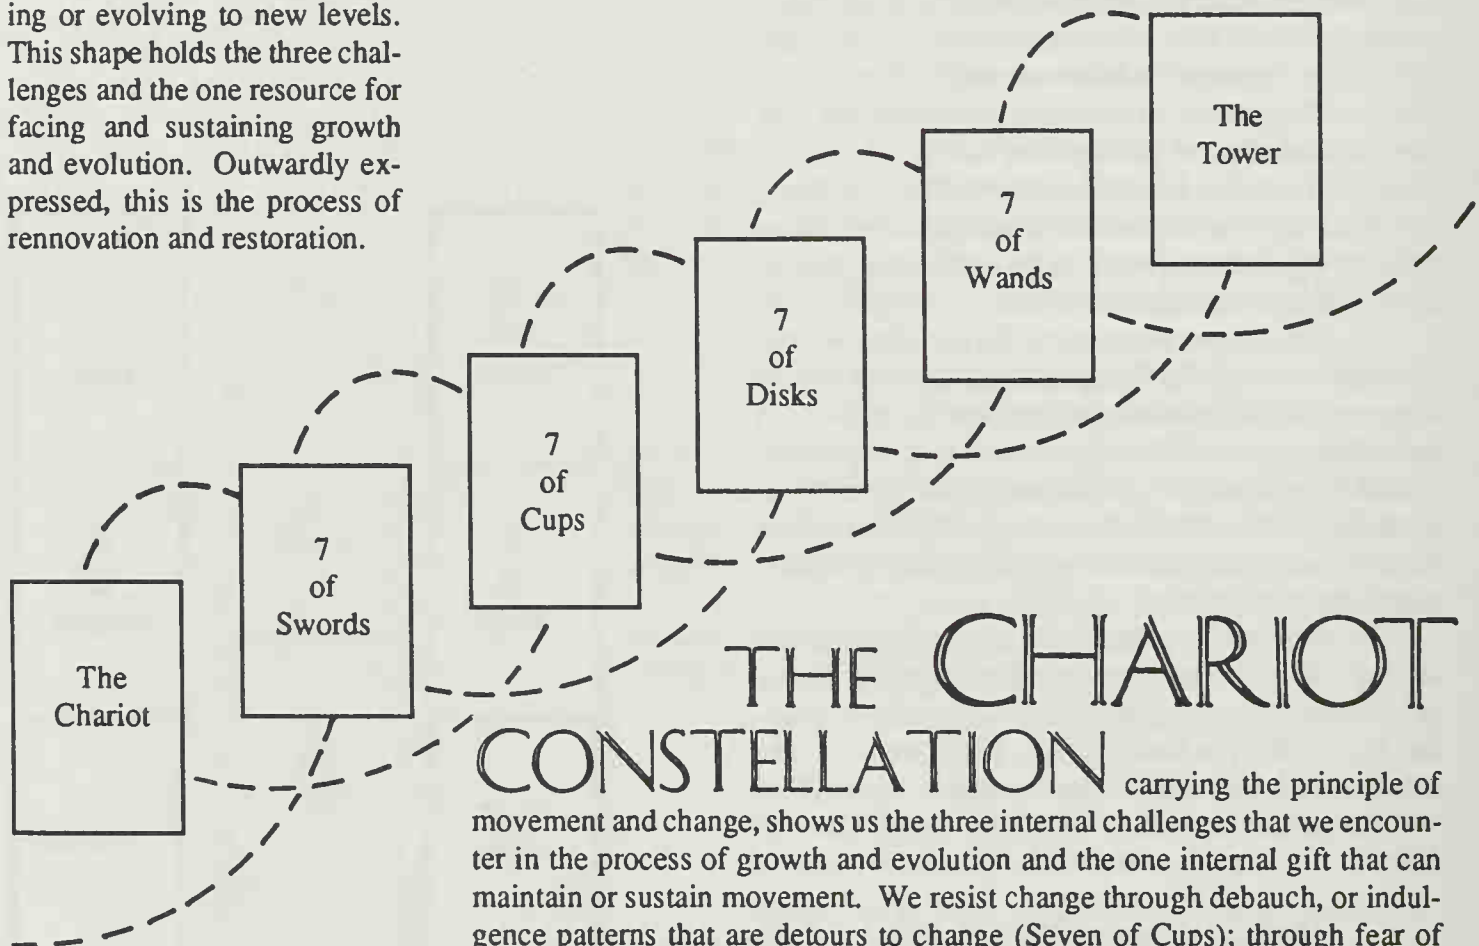 ing or evolving to new levels.
This shape holds the three chal-
lenges and the one resource for
facing and sustaining growth
and evolution. Outwardly ex-
pressed, this is the process of
rennovation and restoration.
The
Tower
7
of
Wands
7
of
Disks
7
of
Cups
7
of
Swords
The
Chariot
THE CHARIOT
CONSTELLATION carrying the principle of
movement and change, shows us the three internal challenges that we encoun-
ter in the process of growth and evolution and the one internal gift that can
maintain or sustain movement. We resist change through debauch, or indul-
gence patterns that are detours to change (Seven of Cups); through fear of